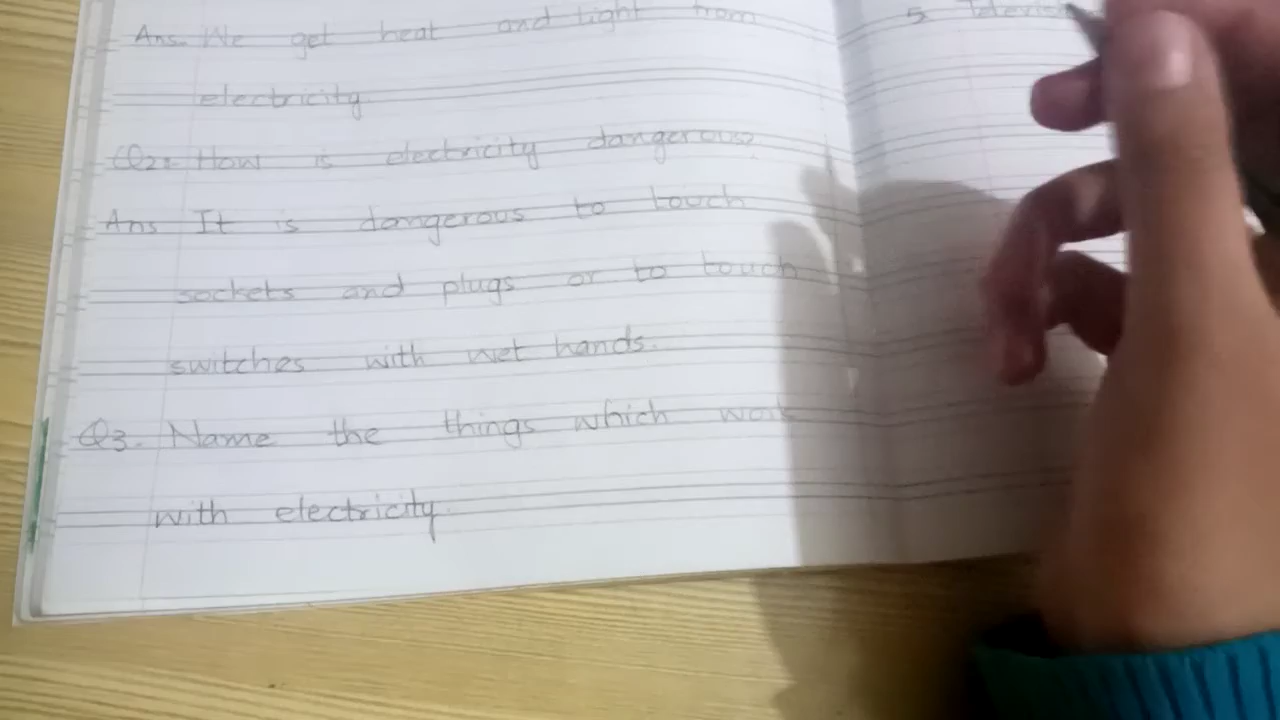 Ans. We get heat and light from
electricity.
Q2. How is electricity dangerous?
Ans It is dangerous to touch
sockets and plugs or to touch
switches with wet hands.
Q3. Name the things which work
with electricity.
5